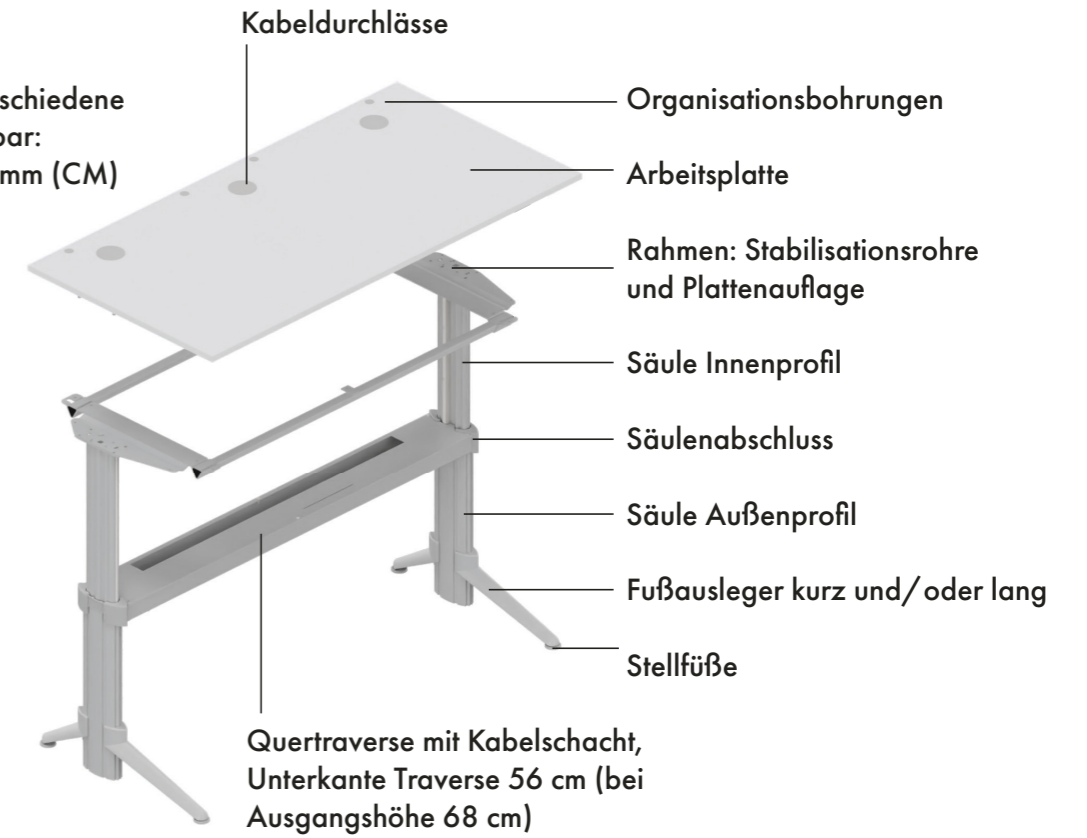 Kabeldurchlässe
schiedene
bar:
mm (CM)
Organisationsbohrungen
Arbeitsplatte
Rahmen: Stabilisationsrohre
und Plattenauflage
Säule Innenprofil
Säulenabschluss
Säule Außenprofil
Fußausleger kurz und/oder lang
Stellfüße
Quertraverse mit Kabelschacht,
Unterkante Traverse 56 cm (bei
Ausgangshöhe 68 cm)